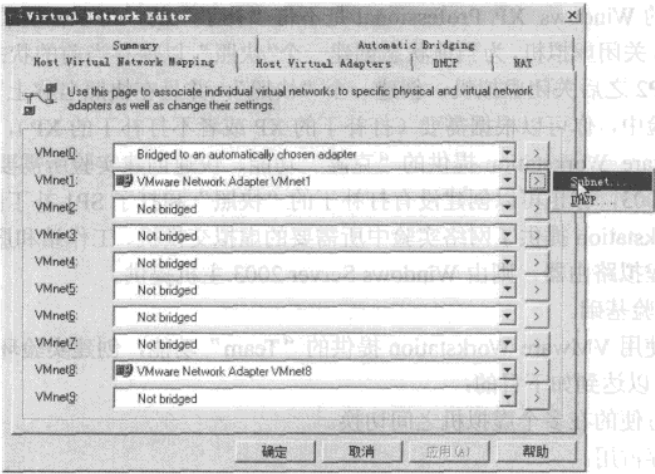 Virtual Network Editor
Summary
Automatic Bridging
Host Virtual Network Mapping
Host Virtual Adapters
DHCP
NAT
Use this page to associate individual virtual networks to specific physical and virtual network
adapters as well as change their settings.
VMnet0:
Bridged to an automatically chosen adapter
>
VMnet1:
VMware Network Adapter VMnet1
>
Subnet...
DHCP...
VMnet2:
Not bridged
>
VMnet3:
Not bridged
>
VMnet4:
Not bridged
>
VMnet5:
Not bridged
>
VMnet6:
Not bridged
>
VMnet7:
Not bridged
>
VMnet8:
VMware Network Adapter VMnet8
>
VMnet9:
Not bridged
>
确定
取消
应用(A)
帮助